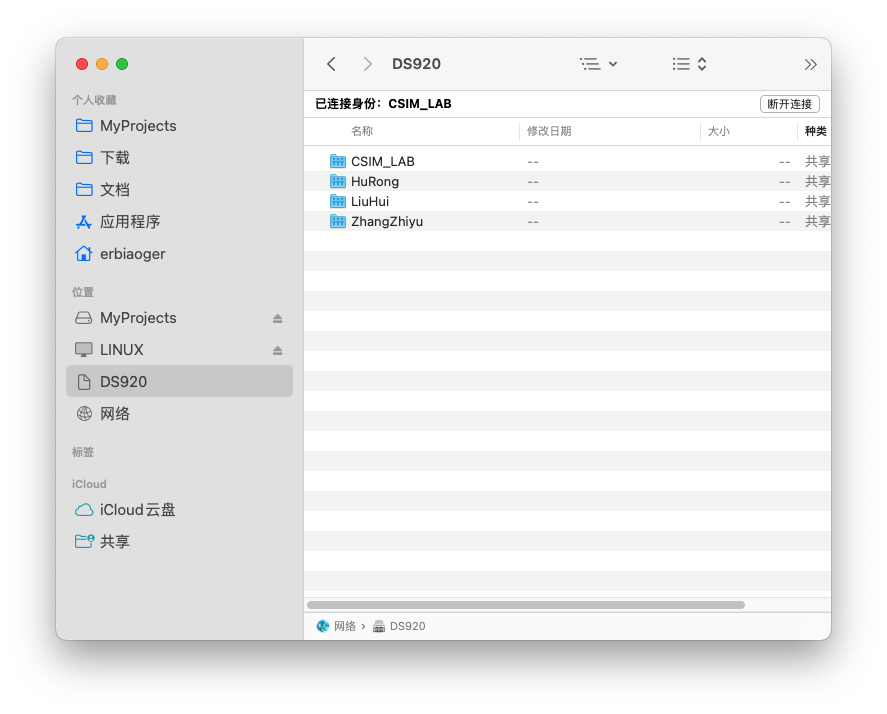 个人收藏
MyProjects
下载
文档
应用程序
erbiaoger
位置
MyProjects
LINUX
DS920
网络
标签
iCloud
iCloud云盘
共享
DS920
已连接身份：CSIM_LAB
断开连接
名称 修改日期 大小 种类
CSIM_LAB -- -- 共享
HuRong -- -- 共享
LiuHui -- -- 共享
ZhangZhiyu -- -- 共享
网络 › DS920